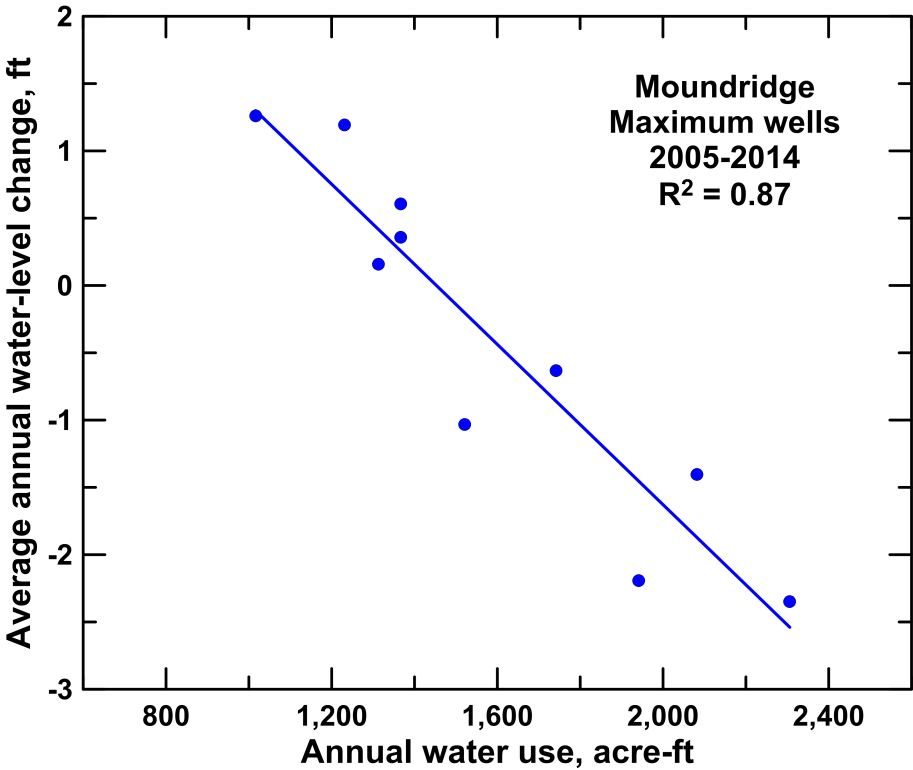 Moundridge
Maximum wells
2005-2014
R² = 0.87
Average annual water-level change, ft
2
1
0
-1
-2
-3
800 1,200 1,600 2,000 2,400
Annual water use, acre-ft